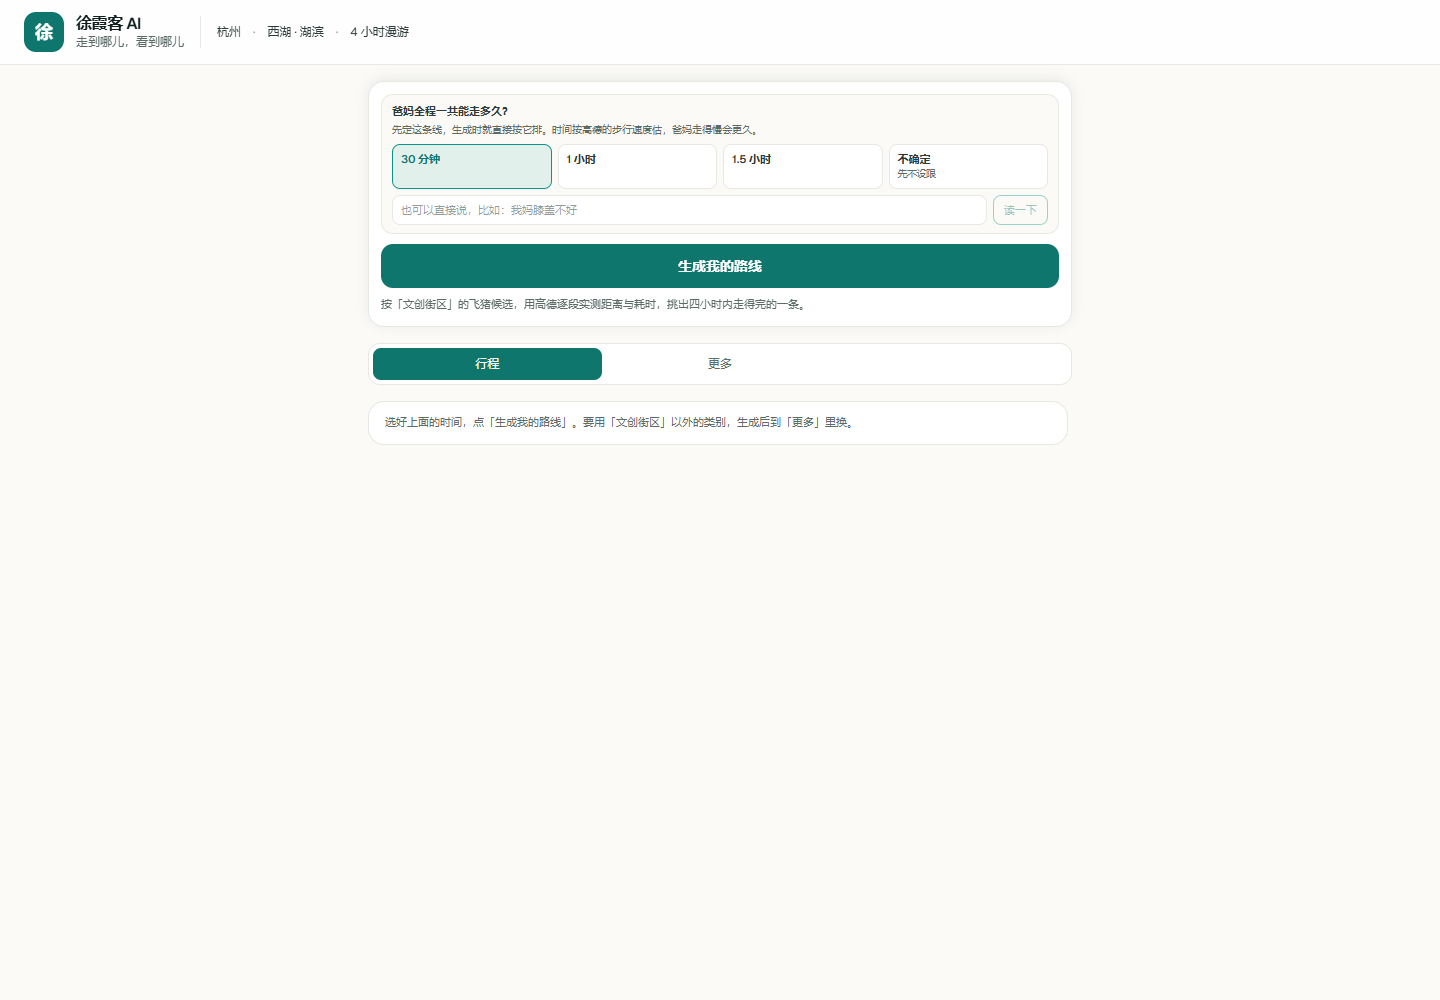 徐
徐霞客 AI
走到哪儿，看到哪儿
杭州 · 西湖·湖滨 · 4 小时漫游
爸妈全程一共能走多久？
先定这条线，生成时就直接按它排。时间按高德的步行速度估，爸妈走得慢会更久。
30 分钟
1 小时
1.5 小时
不确定
先不设限
也可以直接说，比如：我妈膝盖不好
读一下
生成我的路线
按「文创街区」的飞猪候选，用高德逐段实测距离与耗时，挑出四小时内走得完的一条。
行程
更多
选好上面的时间，点「生成我的路线」。要用「文创街区」以外的类别，生成后到「更多」里换。